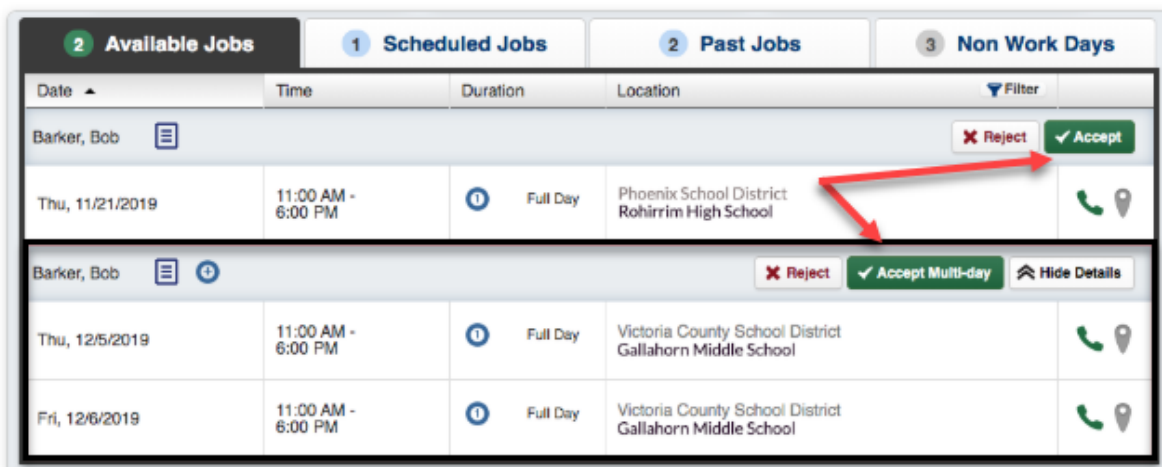 2 Available Jobs 1 Scheduled Jobs 2 Past Jobs 3 Non Work Days
Date Time Duration Location Filter
Barker, Bob Reject Accept
Thu, 11/21/2019 11:00 AM - 6:00 PM 1 Full Day Phoenix School District
Rohirrim High School
Barker, Bob Reject Accept Multi-day Hide Details
Thu, 12/5/2019 11:00 AM - 6:00 PM 1 Full Day Victoria County School District
Gallahorn Middle School
Fri, 12/6/2019 11:00 AM - 6:00 PM 1 Full Day Victoria County School District
Gallahorn Middle School